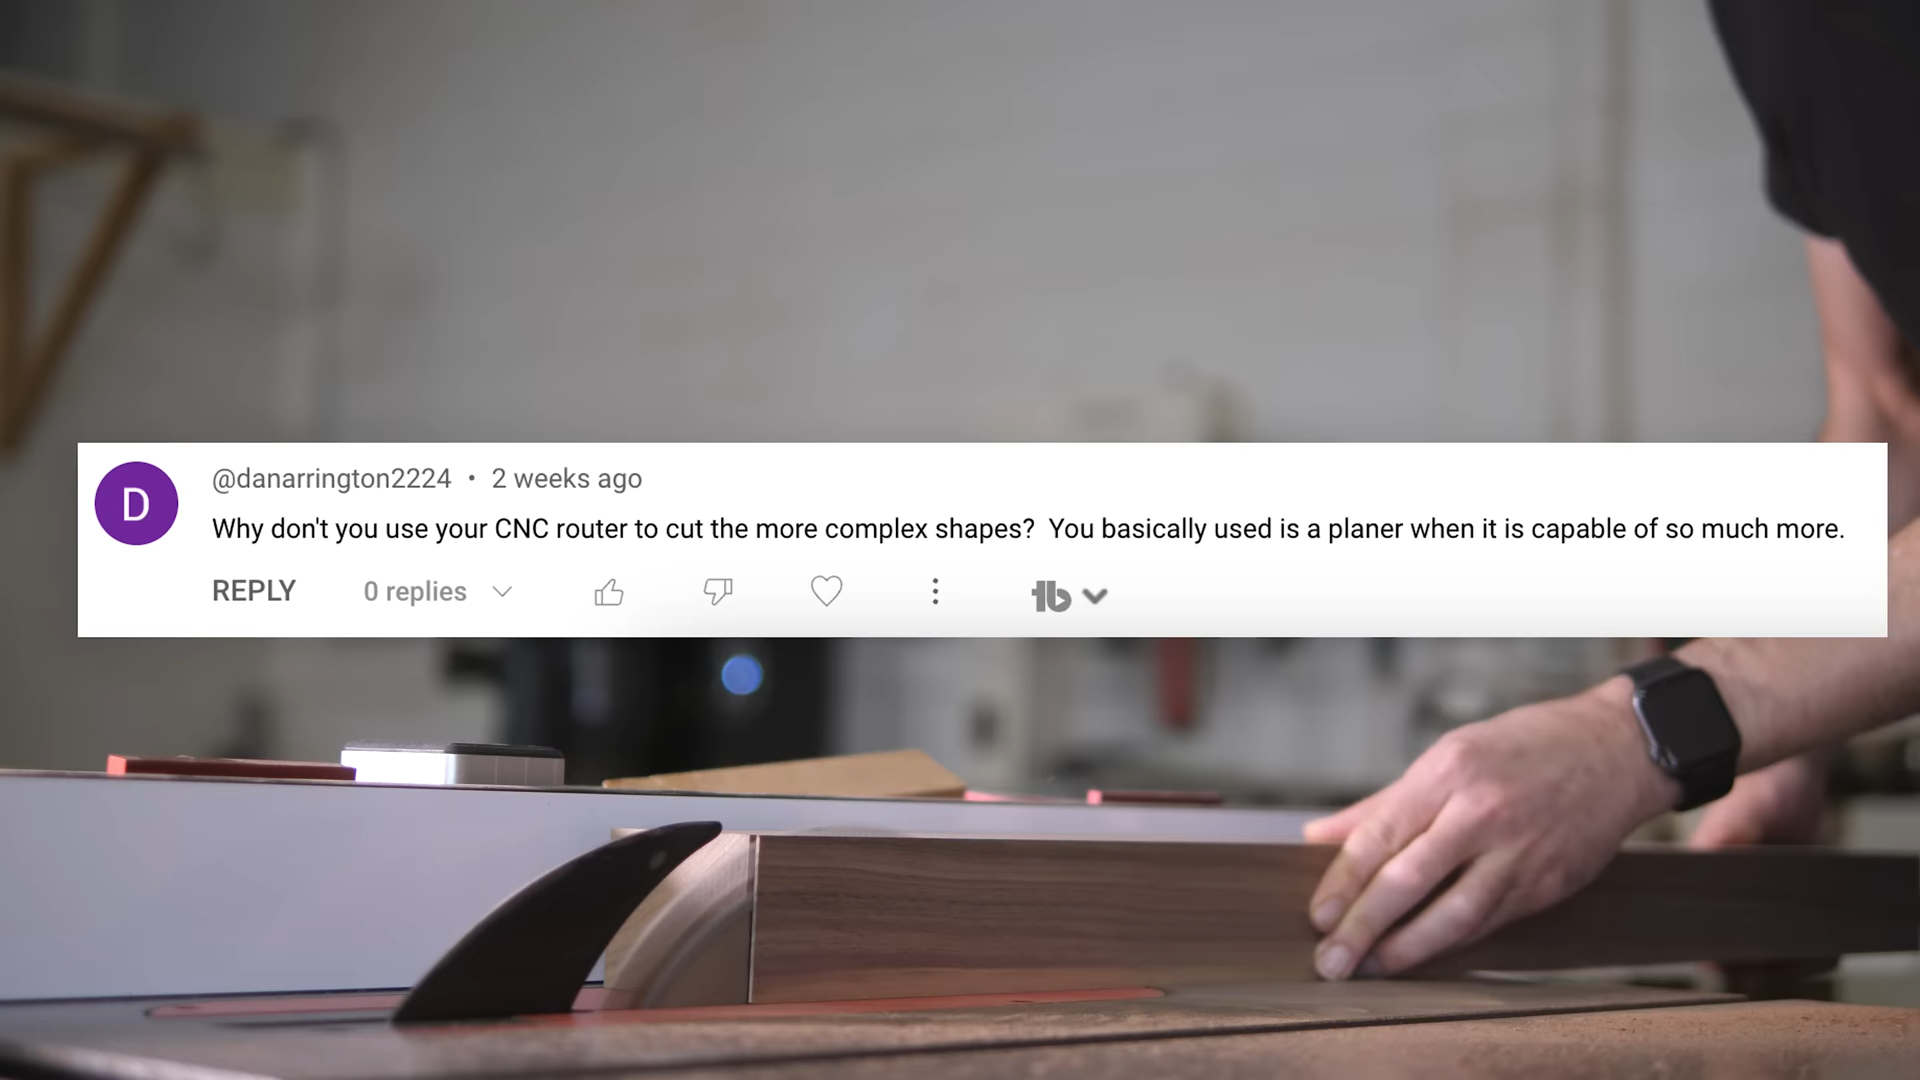 D
@danarrington2224 • 2 weeks ago
Why don't you use your CNC router to cut the more complex shapes?  You basically used is a planer when it is capable of so much more.
REPLY 0 replies
tb